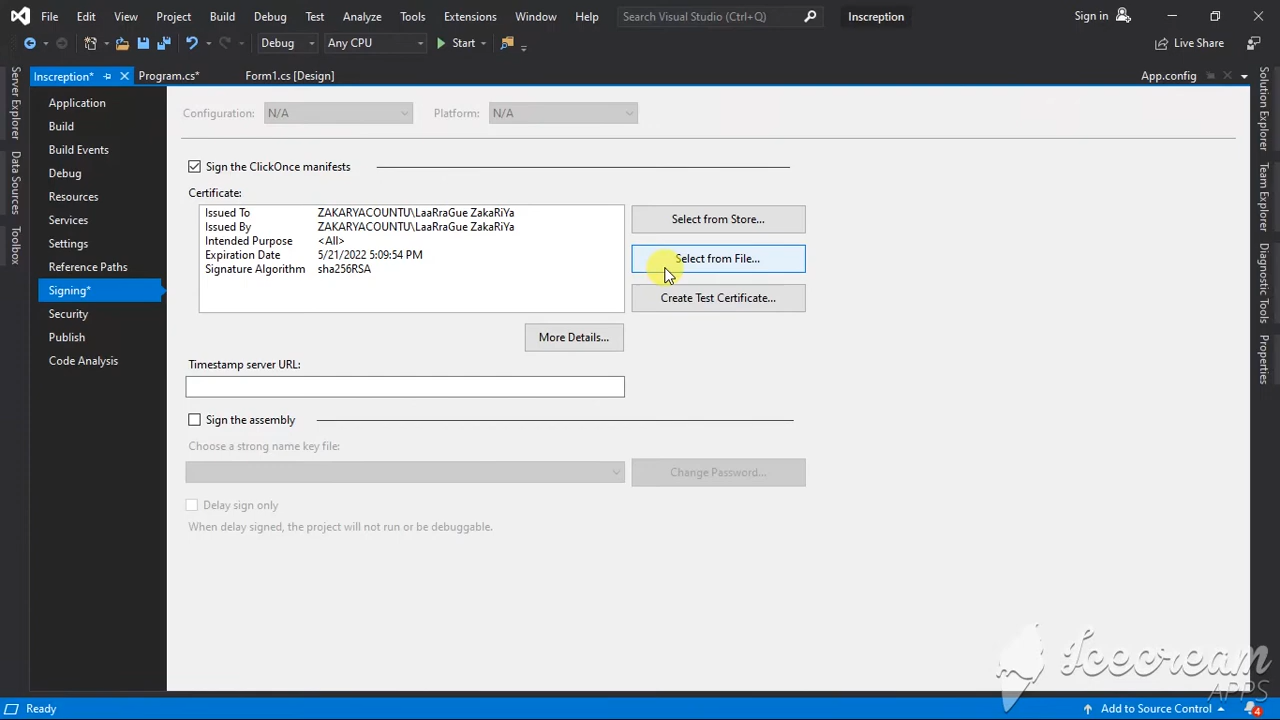 File Edit View Project Build Debug Test Analyze Tools Extensions Window Help Search Visual Studio (Ctrl+Q) Inscreption Sign in
Debug Any CPU Start Live Share
Inscreption* Program.cs* Form1.cs [Design] App.config
Server Explorer
Data Sources
Toolbox
Application
Build
Build Events
Debug
Resources
Services
Settings
Reference Paths
Signing*
Security
Publish
Code Analysis
Configuration: N/A Platform: N/A
Sign the ClickOnce manifests
Certificate:
Issued To ZAKARYACOUNTU\LaaRraGue ZakaRiYa
Issued By ZAKARYACOUNTU\LaaRraGue ZakaRiYa
Intended Purpose <All>
Expiration Date 5/21/2022 5:09:54 PM
Signature Algorithm sha256RSA
Select from Store...
Select from File...
Create Test Certificate...
More Details...
Timestamp server URL:
Sign the assembly
Choose a strong name key file:
Change Password...
Delay sign only
When delay signed, the project will not run or be debuggable.
Solution Explorer
Team Explorer
Diagnostic Tools
Properties
Icecream
APPS
Ready Add to Source Control 4